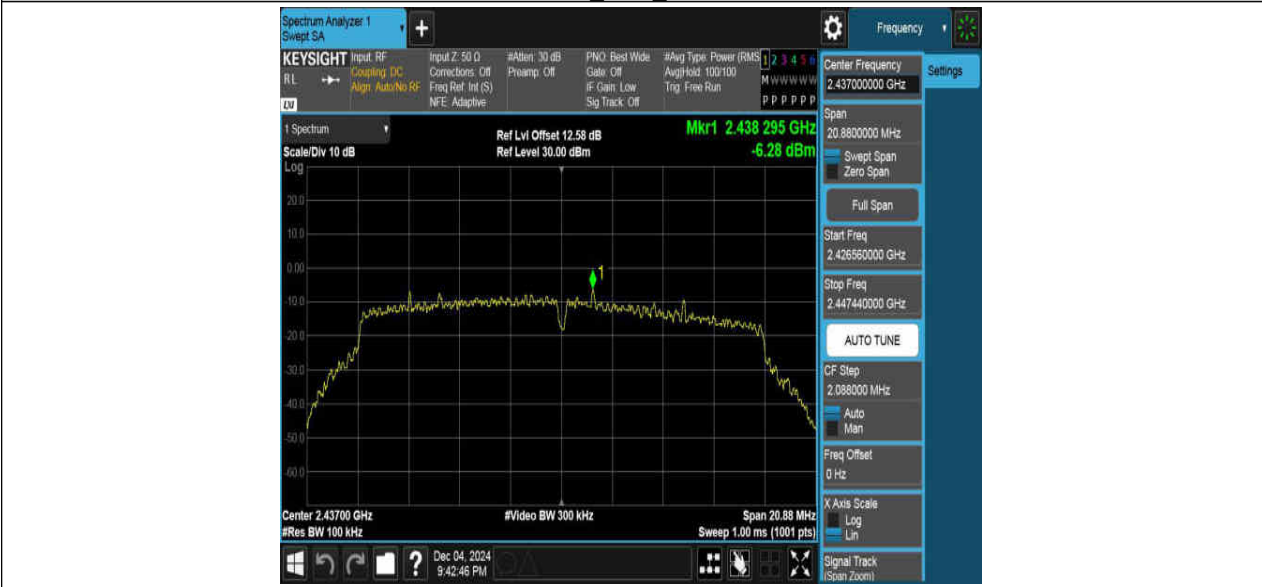 Spectrum Analyzer 1
Swept SA
+
Frequency
KEYSIGHT
RL
LXI
Input: RF
Coupling: DC
Align: Auto/No RF
Input Z: 50 Ω
Corrections: Off
Freq Ref: Int (S)
NFE: Adaptive
#Atten: 30 dB
Preamp: Off
PNO: Best Wide
Gate: Off
IF Gain: Low
Sig Track: Off
#Avg Type: Power (RMS
Avg|Hold: 100/100
Trig: Free Run
1 2 3 4 5 6
M W W W W W
P P P P P P
1 Spectrum
Scale/Div 10 dB
Ref Lvl Offset 12.58 dB
Ref Level 30.00 dBm
Mkr1 2.438 295 GHz
-6.28 dBm
Log
20.0
10.0
0.00
-10.0
-20.0
-30.0
-40.0
-50.0
-60.0
1
Center 2.43700 GHz
#Res BW 100 kHz
#Video BW 300 kHz
Span 20.88 MHz
Sweep 1.00 ms (1001 pts)
?
Dec 04, 2024
9:42:46 PM
Center Frequency
2.437000000 GHz
Span
20.8800000 MHz
Swept Span
Zero Span
Full Span
Start Freq
2.426560000 GHz
Stop Freq
2.447440000 GHz
AUTO TUNE
CF Step
2.088000 MHz
Auto
Man
Freq Offset
0 Hz
X Axis Scale
Log
Lin
Signal Track
(Span Zoom)
Settings